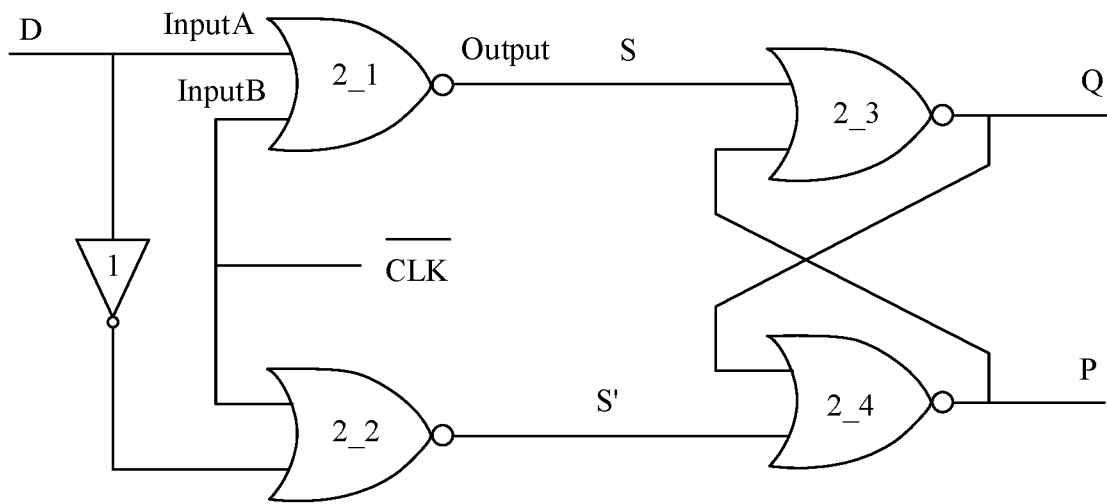 D
InputA
2_1
Output
S
2_3
Q
InputB
1
CLK
2_2
S'
2_4
P